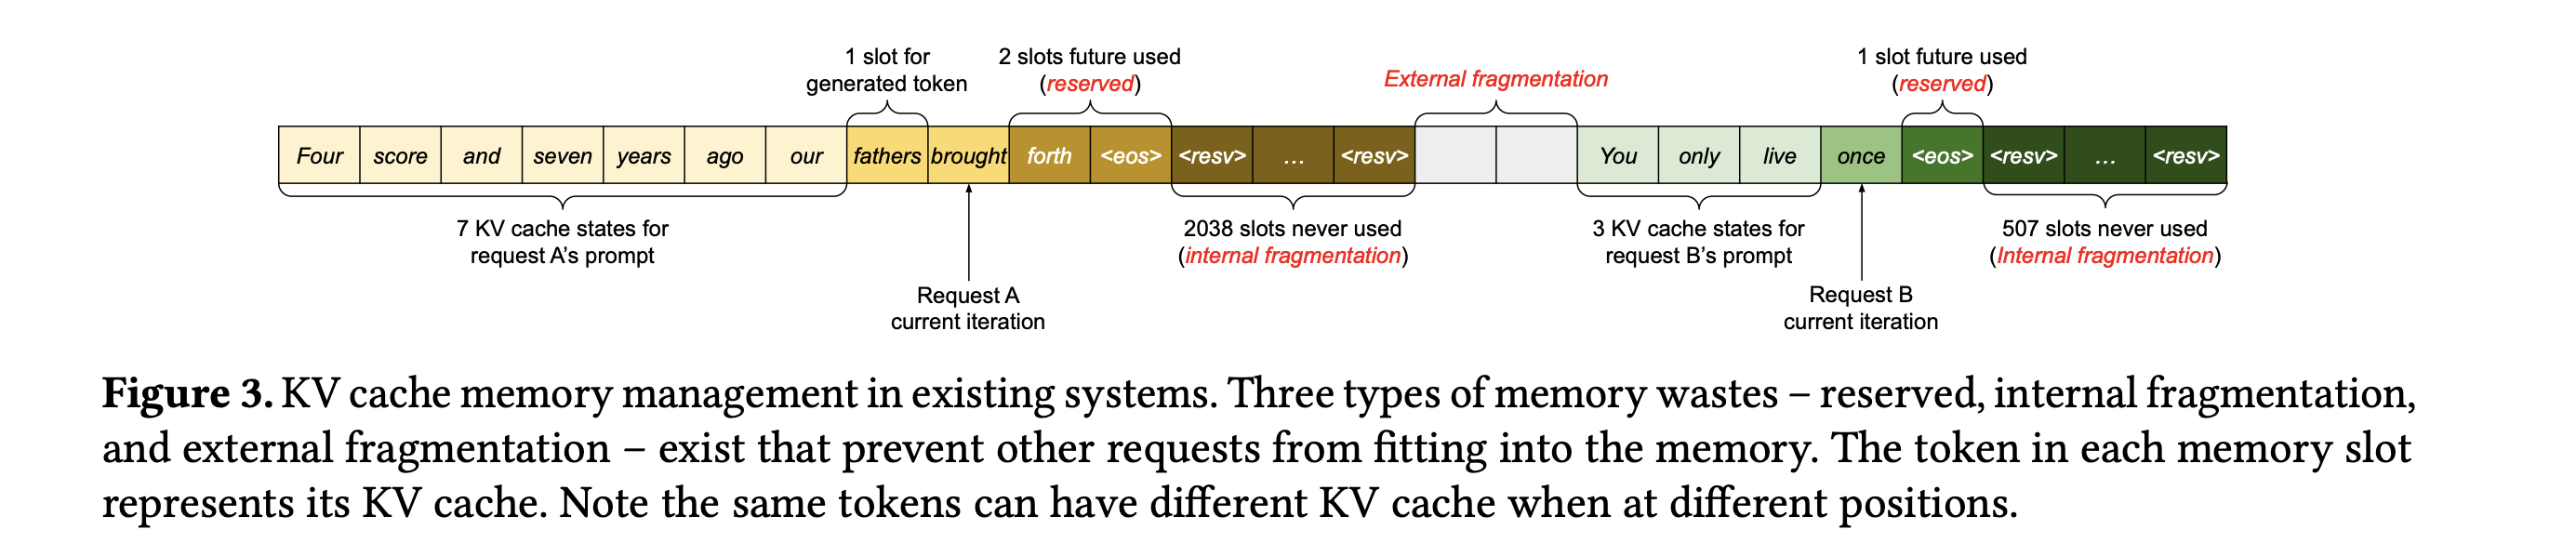 1 slot for
generated token
2 slots future used
(reserved)
External fragmentation
1 slot future used
(reserved)
Four score and seven years ago our fathers brought forth <eos> <resv> ... <resv> You only live once <eos> <resv> ... <resv>
7 KV cache states for
request A's prompt
2038 slots never used
(internal fragmentation)
3 KV cache states for
request B's prompt
507 slots never used
(Internal fragmentation)
Request A
current iteration
Request B
current iteration
Figure 3. KV cache memory management in existing systems. Three types of memory wastes – reserved, internal fragmentation,
and external fragmentation – exist that prevent other requests from fitting into the memory. The token in each memory slot
represents its KV cache. Note the same tokens can have different KV cache when at different positions.